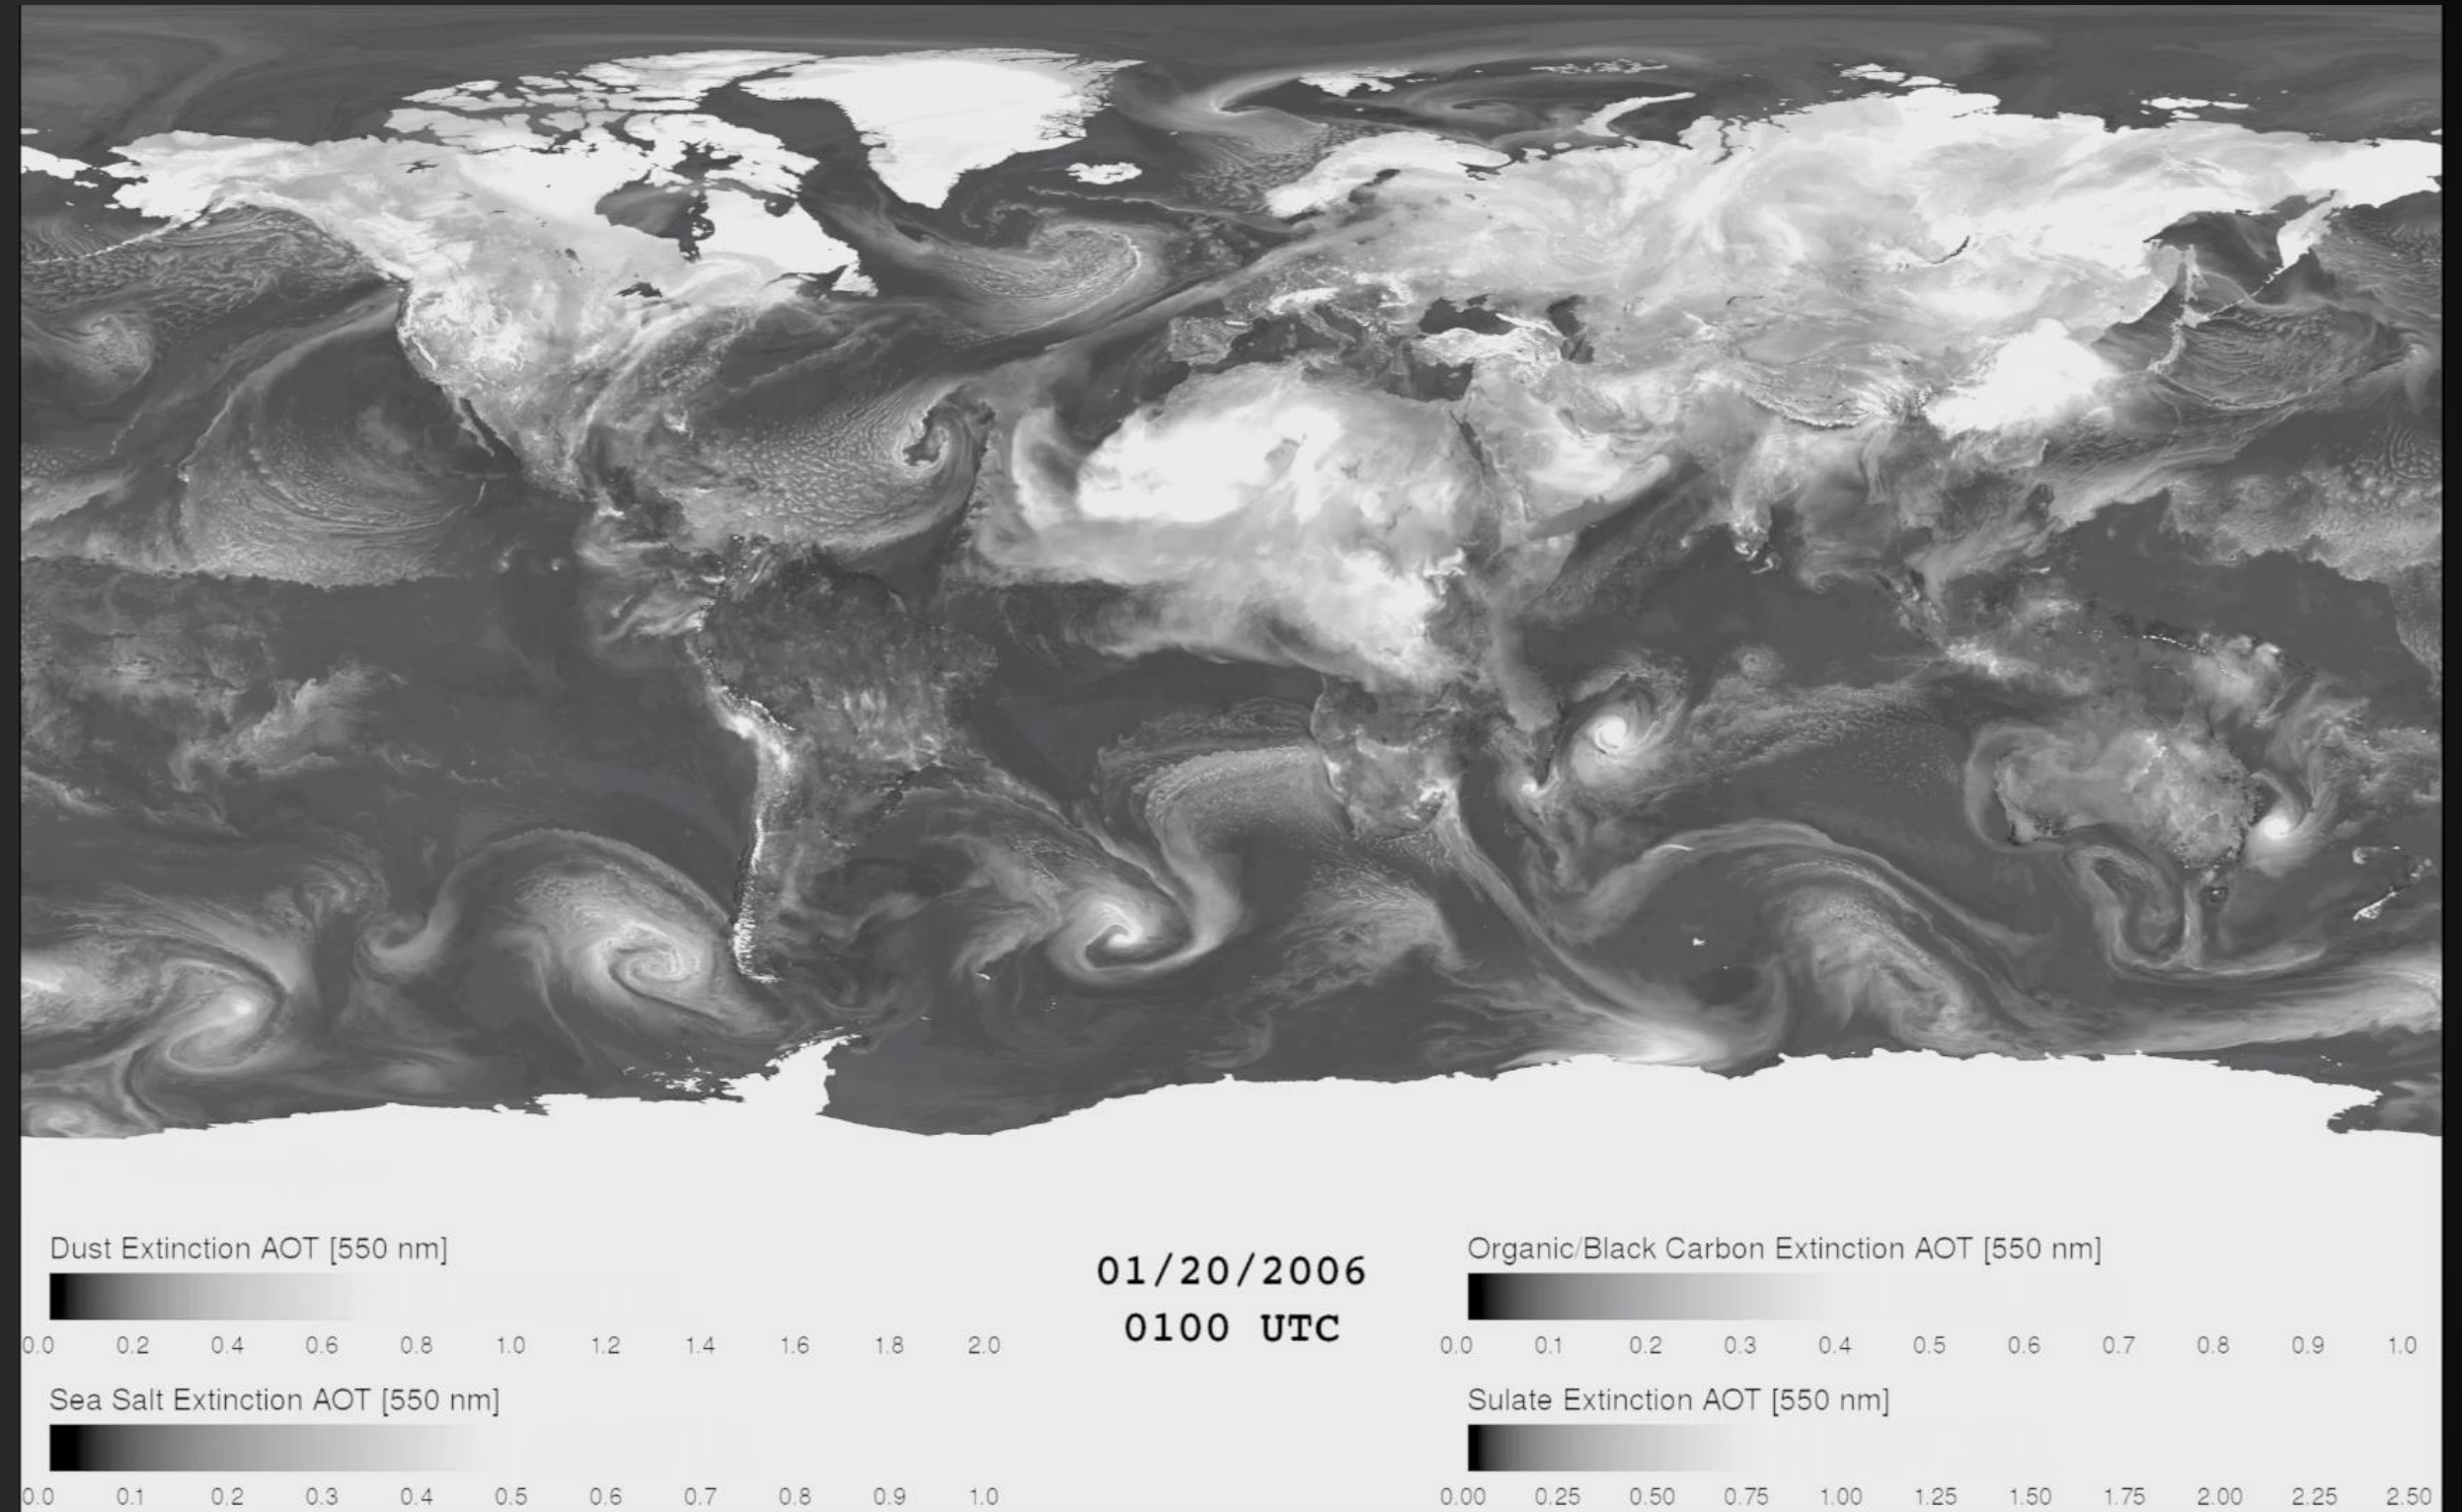 Dust Extinction AOT [550 nm]
0.0 0.2 0.4 0.6 0.8 1.0 1.2 1.4 1.6 1.8 2.0
Sea Salt Extinction AOT [550 nm]
0.0 0.1 0.2 0.3 0.4 0.5 0.6 0.7 0.8 0.9 1.0
01/20/2006
0100 UTC
Organic/Black Carbon Extinction AOT [550 nm]
0.0 0.1 0.2 0.3 0.4 0.5 0.6 0.7 0.8 0.9 1.0
Sulate Extinction AOT [550 nm]
0.00 0.25 0.50 0.75 1.00 1.25 1.50 1.75 2.00 2.25 2.50